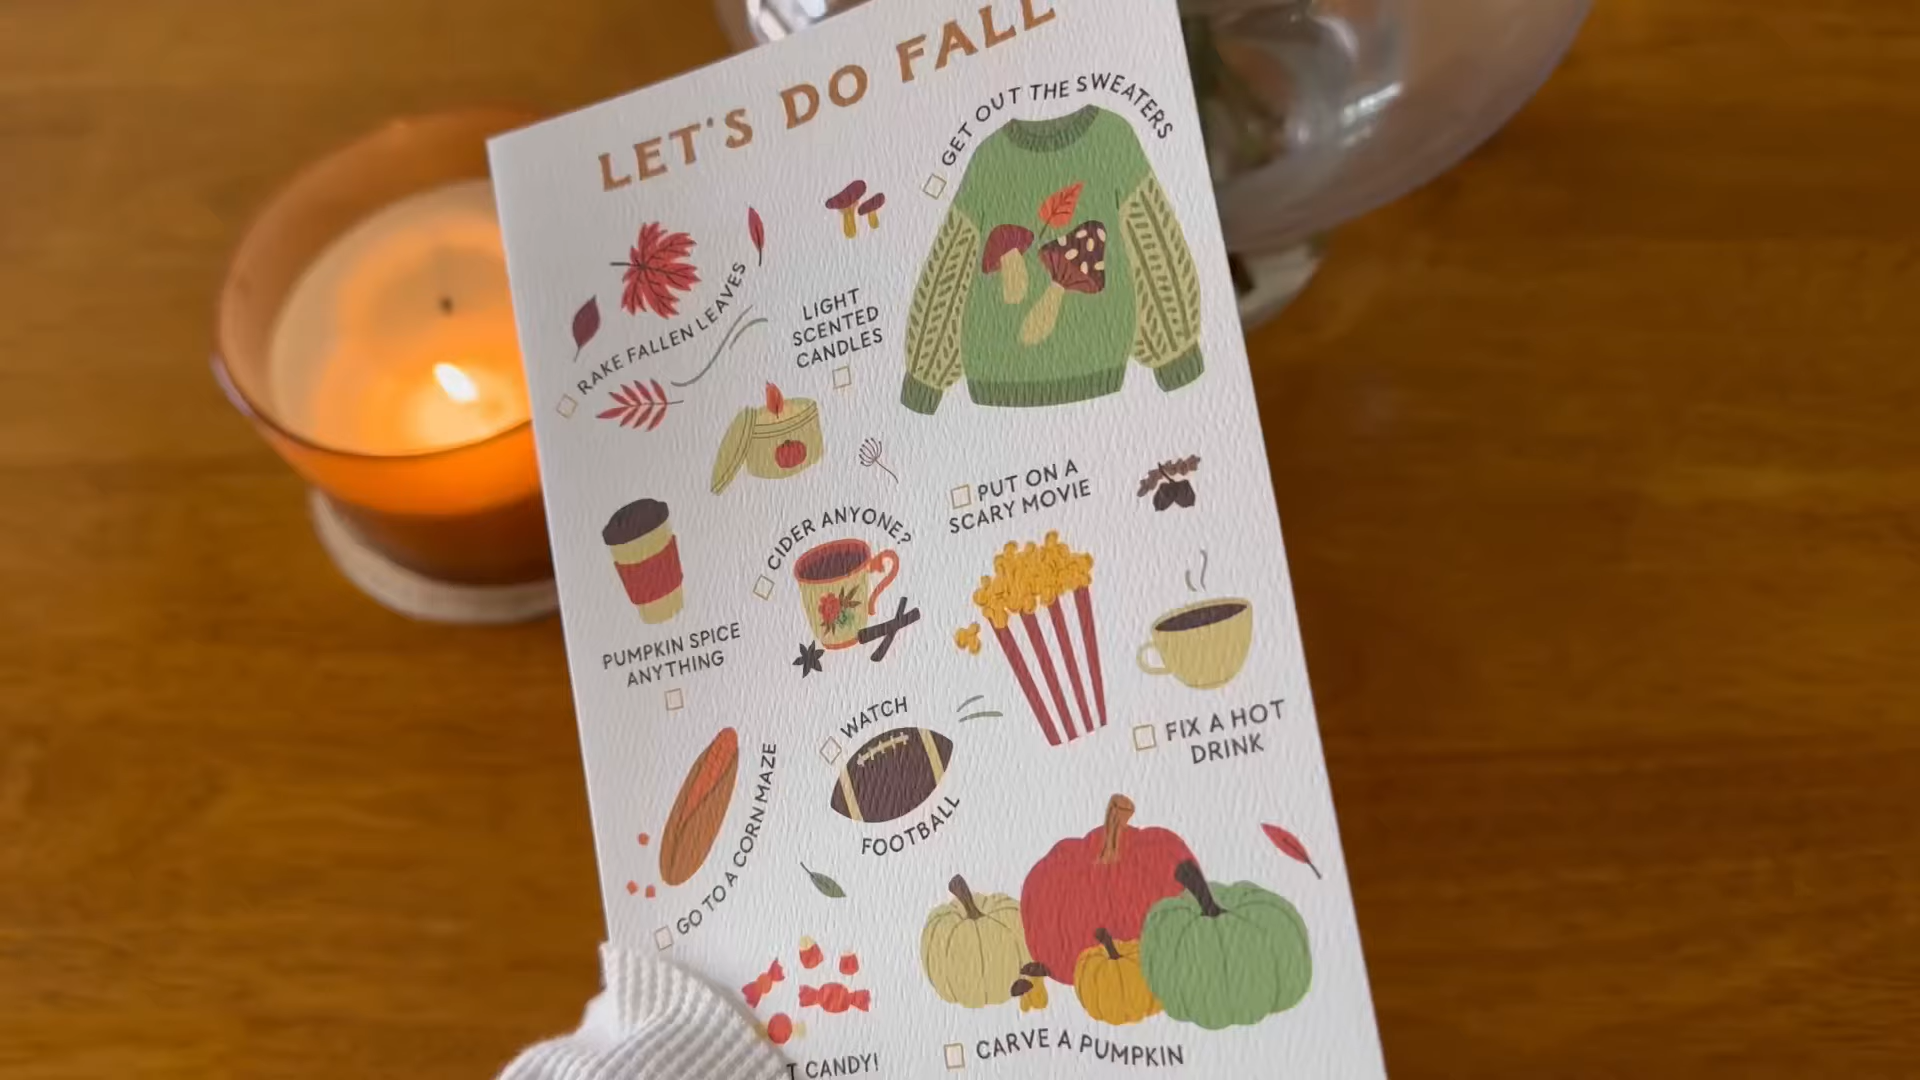 LET'S DO FALL
GET OUT THE SWEATERS
RAKE FALLEN LEAVES
LIGHT
SCENTED
CANDLES
PUT ON A
SCARY MOVIE
CIDER ANYONE?
PUMPKIN SPICE
ANYTHING
WATCH
FOOTBALL
FIX A HOT
DRINK
GO TO A CORN MAZE
CANDY!
CARVE A PUMPKIN